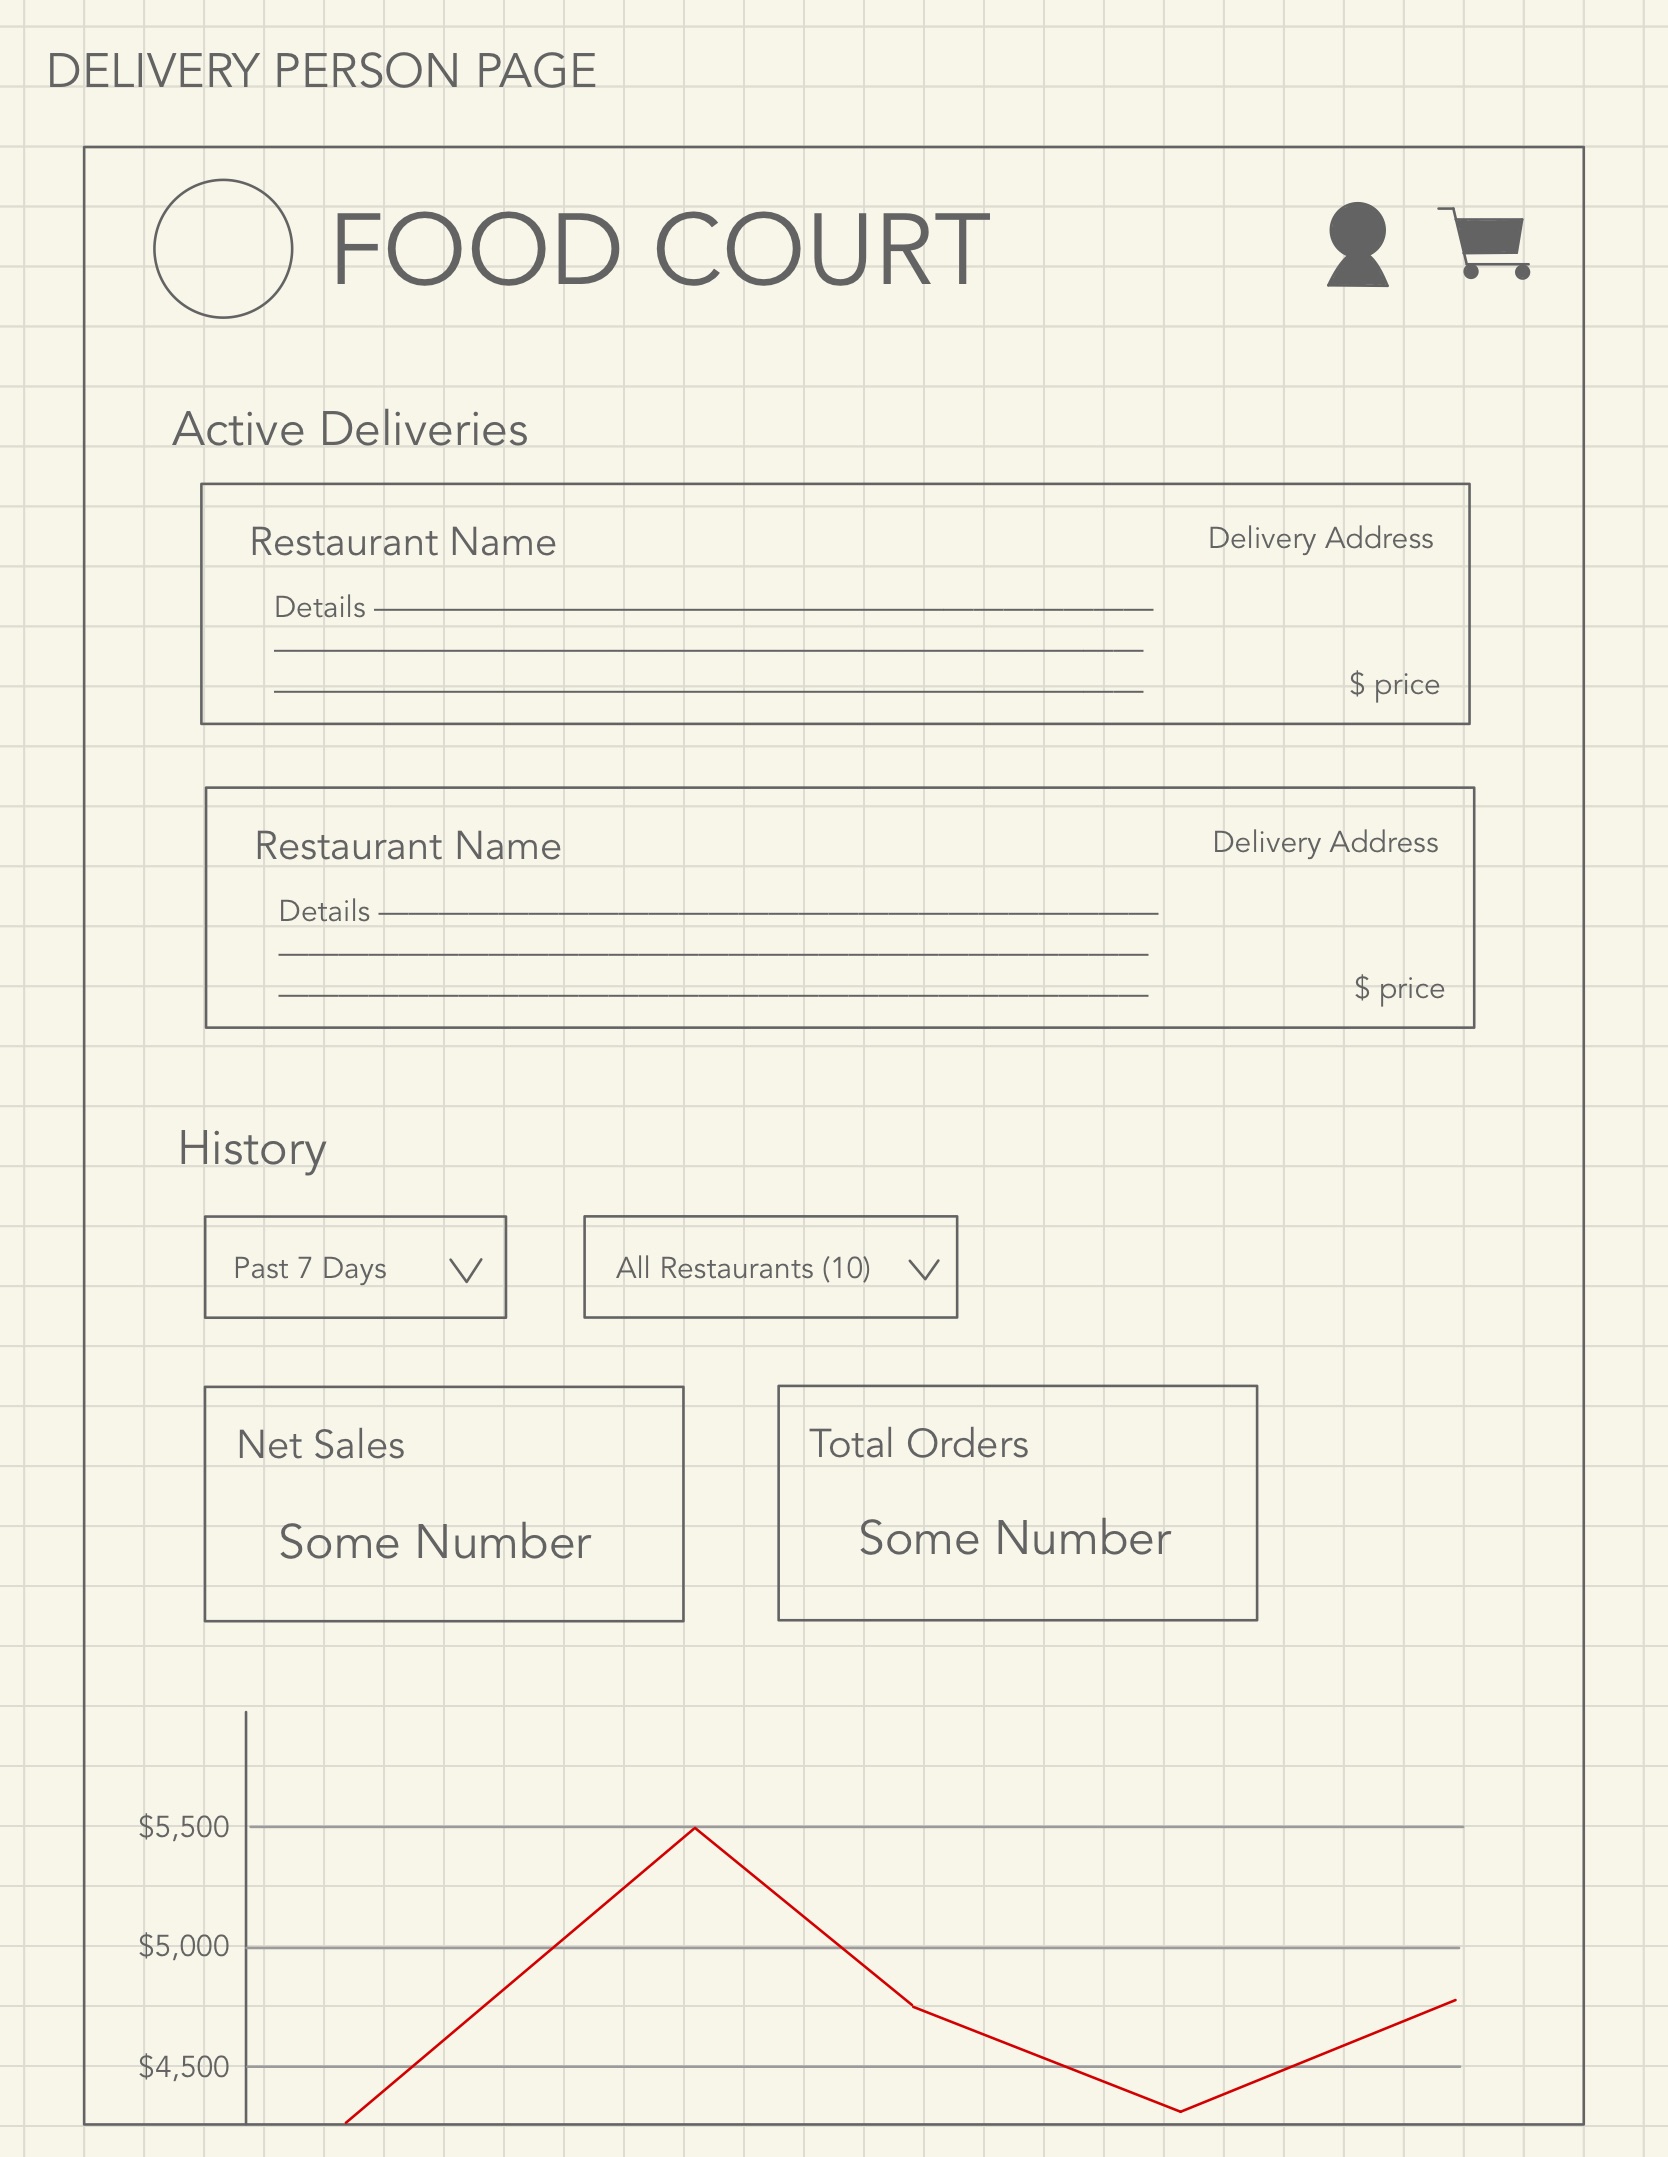 DELIVERY PERSON PAGE
FOOD COURT
Active Deliveries
Restaurant Name
Delivery Address
Details
$ price
Restaurant Name
Delivery Address
Details
$ price
History
Past 7 Days
All Restaurants (10)
Net Sales
Some Number
Total Orders
Some Number
$5,500
$5,000
$4,500